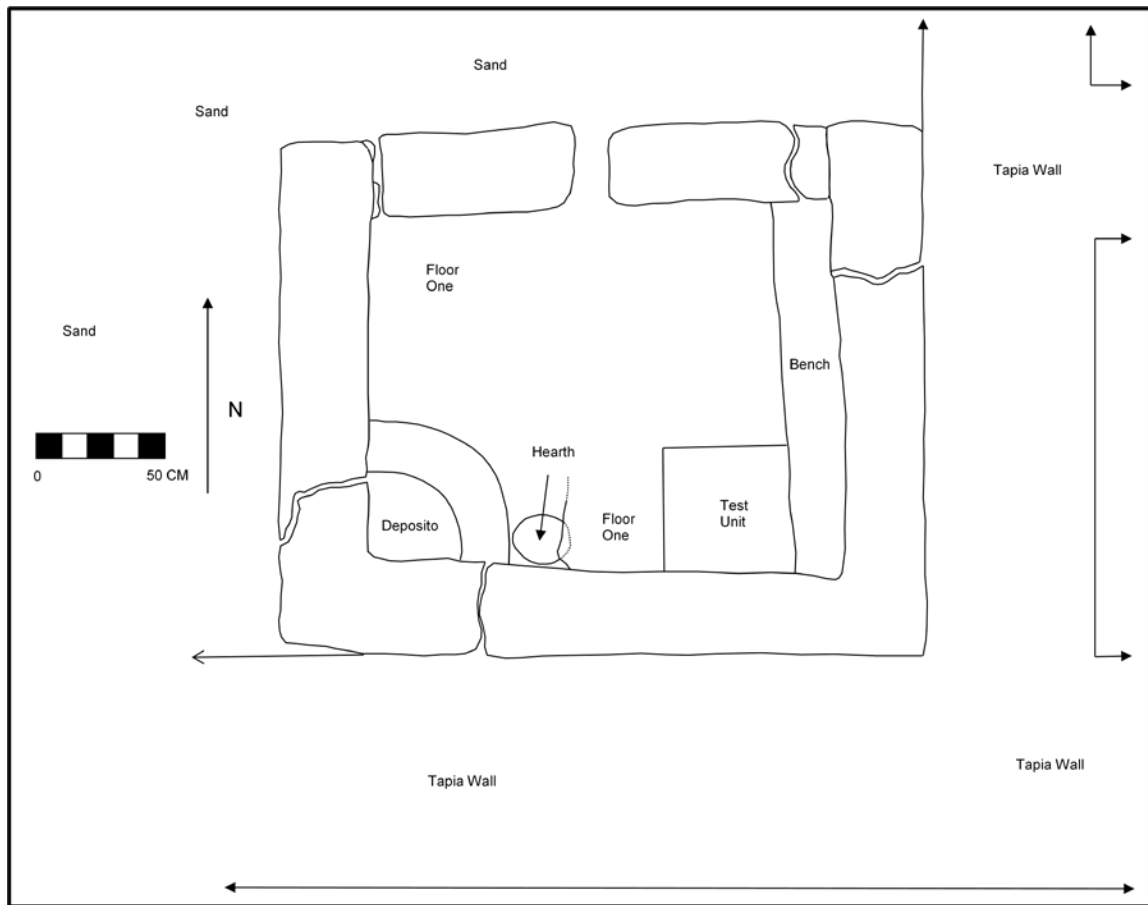 Sand
Sand
Tapia Wall
Floor
One
Sand
Bench
N
0 50 CM
Hearth
Deposito
Floor
One
Test
Unit
Tapia Wall
Tapia Wall